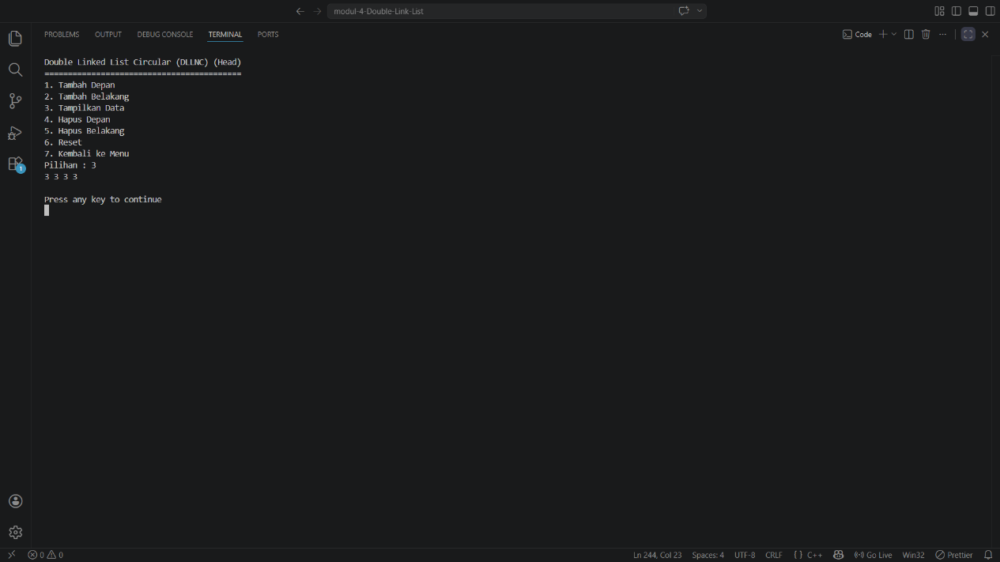 modul-4-Double-Link-List
PROBLEMS OUTPUT DEBUG CONSOLE TERMINAL PORTS Code
Double Linked List Circular (DLLNC) (Head)
==========================================
1. Tambah Depan
2. Tambah Belakang
3. Tampilkan Data
4. Hapus Depan
5. Hapus Belakang
6. Reset
7. Kembali ke Menu
Pilihan : 3
3 3 3 3
Press any key to continue
1
0 0 Ln 244, Col 23 Spaces: 4 UTF-8 CRLF { } C++ Go Live Win32 Prettier